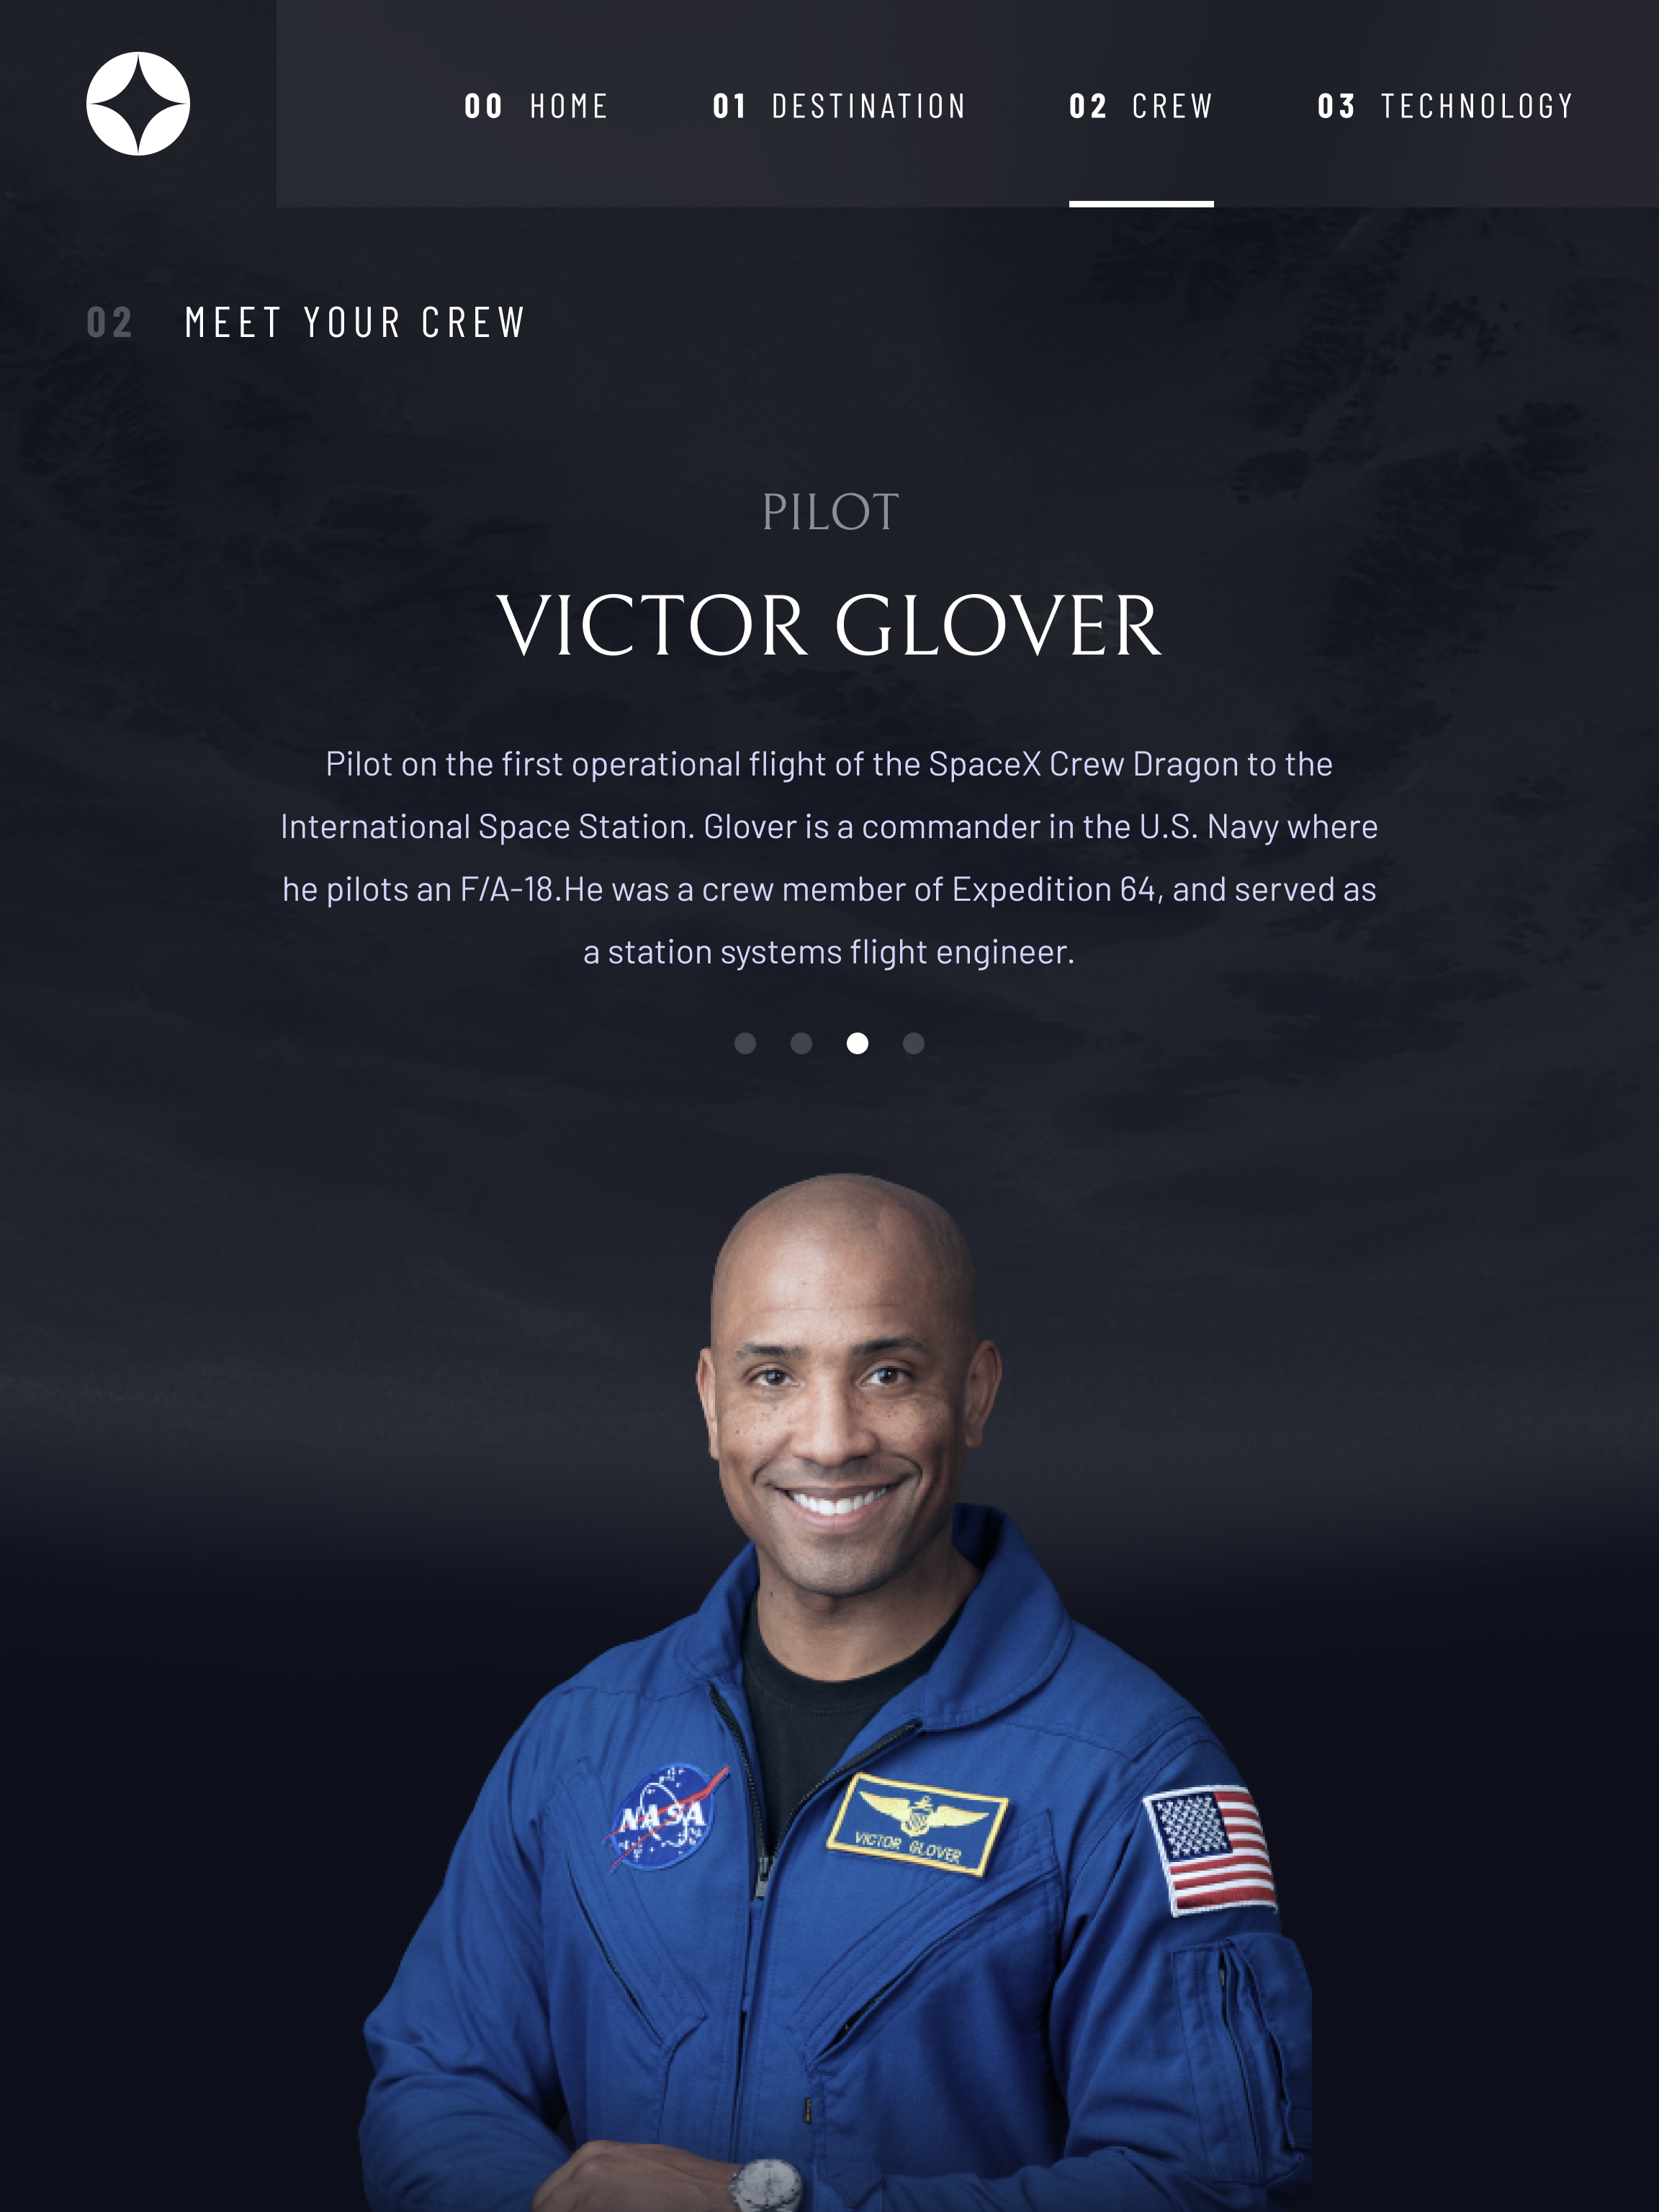 00 HOME 01 DESTINATION 02 CREW 03 TECHNOLOGY
02 MEET YOUR CREW
PILOT
VICTOR GLOVER
Pilot on the first operational flight of the SpaceX Crew Dragon to the
International Space Station. Glover is a commander in the U.S. Navy where
he pilots an F/A-18.He was a crew member of Expedition 64, and served as
a station systems flight engineer.
NASA
VICTOR GLOVER